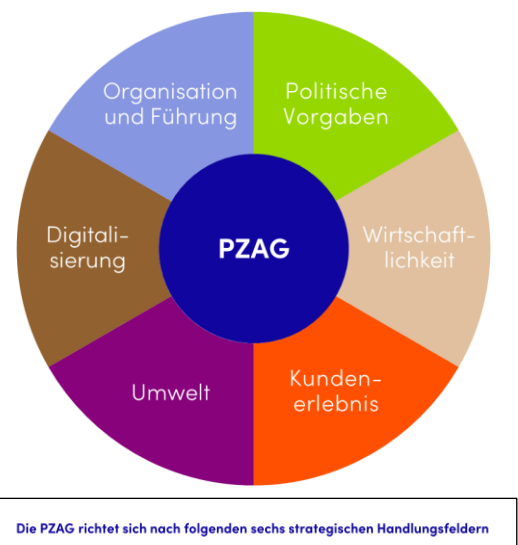 Organisation
und Führung
Politische
Vorgaben
Digitali-
sierung
PZAG
Wirtschaft-
lichkeit
Umwelt
Kunden-
erlebnis
Die PZAG richtet sich nach folgenden sechs strategischen Handlungsfeldern